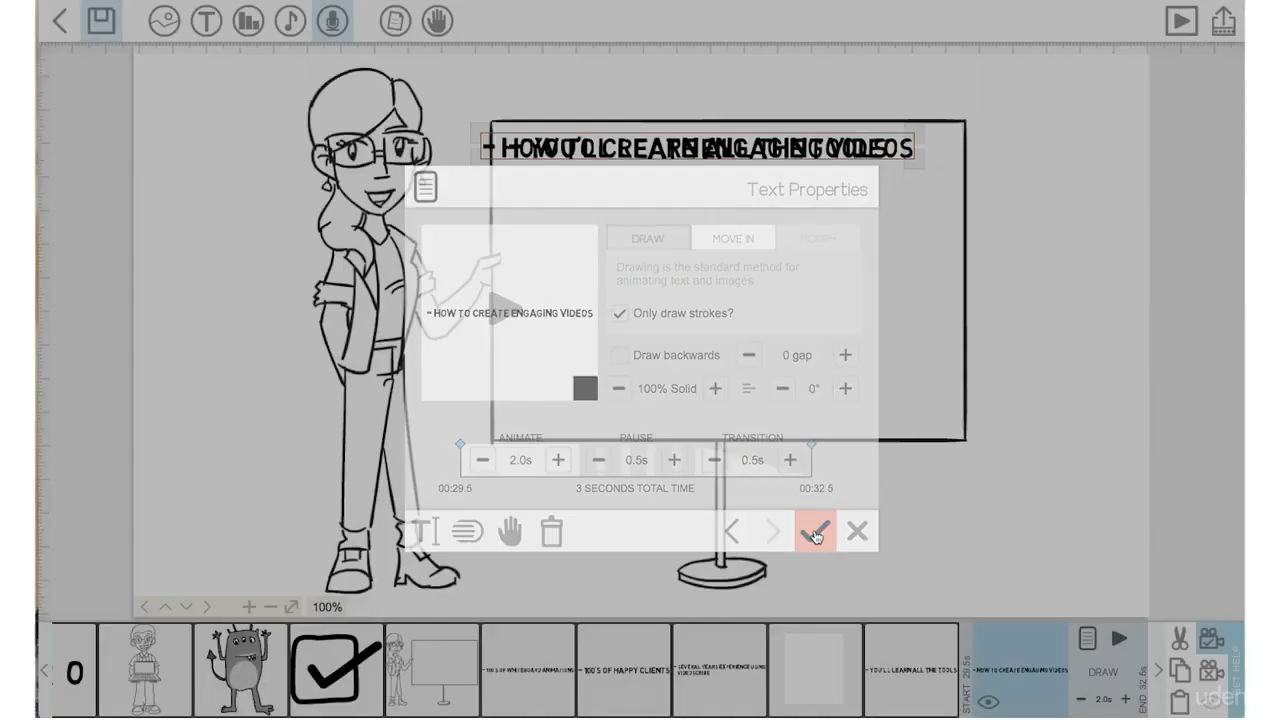 Text Properties
DRAW
MOVE IN
MORPH
Drawing is the standard method for
animating text and images
Only draw strokes?
- HOW TO CREATE ENGAGING VIDEOS
Draw backwards
0 gap
100% Solid
0°
ANIMATE
PAUSE
TRANSITION
2.0s
0.5s
0.5s
00:29.5
3 SECONDS TOTAL TIME
00:32.5
100%
0
- 100'S OF WHITEBOARD ANIMATIONS
- 100'S OF HAPPY CLIENTS
- SEVERAL YEARS EXPERIENCE USING
VIDEOSCRIBE
- YOU'LL LEARN ALL THE TOOLS
START 29.5s
- HOW TO CREATE ENGAGING VIDEOS
DRAW
2.0s
END 32.5s
GET HELP